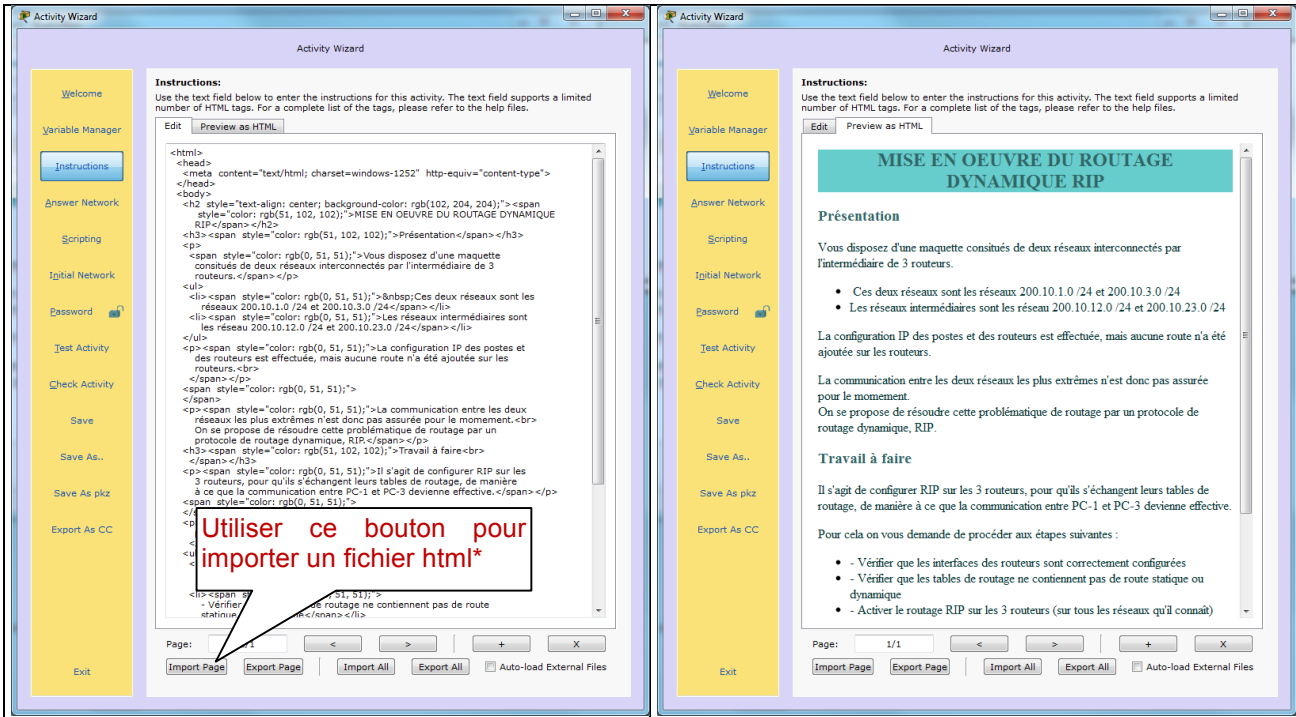 Activity Wizard
Activity Wizard
Welcome
Variable Manager
Instructions
Answer Network
Scripting
Initial Network
Password
Test Activity
Check Activity
Save
Save As..
Save As pkz
Export As CC
Exit
Instructions:
Use the text field below to enter the instructions for this activity. The text field supports a limited
number of HTML tags. For a complete list of the tags, please refer to the help files.
Edit Preview as HTML
<html>
<head>
<meta content="text/html; charset=windows-1252" http-equiv="content-type">
</head>
<body>
<h2 style="text-align: center; background-color: rgb(102, 204, 204);"><span
style="color: rgb(51, 102, 102);">MISE EN OEUVRE DU ROUTAGE DYNAMIQUE
RIP</span></h2>
<h3><span style="color: rgb(51, 102, 102);">Présentation</span></h3>
<p>
<span style="color: rgb(0, 51, 51);">Vous disposez d'une maquette
consitués de deux réseaux interconnectés par l'intermédiaire de 3
routeurs.</span></p>
<ul>
<li><span style="color: rgb(0, 51, 51);">&nbsp;Ces deux réseaux sont les
réseaux 200.10.1.0 /24 et 200.10.3.0 /24</span></li>
<li><span style="color: rgb(0, 51, 51);">Les réseaux intermédiaires sont
les réseau 200.10.12.0 /24 et 200.10.23.0 /24</span></li>
</ul>
<p><span style="color: rgb(0, 51, 51);">La configuration IP des postes et
des routeurs est effectuée, mais aucune route n'a été ajoutée sur les
routeurs.<br>
</span></p>
<span style="color: rgb(0, 51, 51);">
</span>
<p><span style="color: rgb(0, 51, 51);">La communication entre les deux
réseaux les plus extrêmes n'est donc pas assurée pour le momement.<br>
On se propose de résoudre cette problématique de routage par un
protocole de routage dynamique, RIP.</span></p>
<h3><span style="color: rgb(51, 102, 102);">Travail à faire<br>
</span></h3>
<p><span style="color: rgb(0, 51, 51);">Il s'agit de configurer RIP sur les
3 routeurs, pour qu'ils s'échangent leurs tables de routage, de manière
à ce que la communication entre PC-1 et PC-3 devienne effective.</span></p>
<span style="color: rgb(0, 51, 51);">
Utiliser ce bouton pour
importer un fichier html*
- Vérifier de routage ne contiennent pas de route
Page: /1 < > + X
Import Page Export Page Import All Export All Auto-load External Files
Activity Wizard
Activity Wizard
Welcome
Variable Manager
Instructions
Answer Network
Scripting
Initial Network
Password
Test Activity
Check Activity
Save
Save As..
Save As pkz
Export As CC
Exit
Instructions:
Use the text field below to enter the instructions for this activity. The text field supports a limited
number of HTML tags. For a complete list of the tags, please refer to the help files.
Edit Preview as HTML
MISE EN OEUVRE DU ROUTAGE
DYNAMIQUE RIP
Présentation
Vous disposez d'une maquette consitués de deux réseaux interconnectés par
l'intermédiaire de 3 routeurs.
• Ces deux réseaux sont les réseaux 200.10.1.0 /24 et 200.10.3.0 /24
• Les réseaux intermédiaires sont les réseau 200.10.12.0 /24 et 200.10.23.0 /24
La configuration IP des postes et des routeurs est effectuée, mais aucune route n'a été
ajoutée sur les routeurs.
La communication entre les deux réseaux les plus extrêmes n'est donc pas assurée
pour le momement.
On se propose de résoudre cette problématique de routage par un protocole de
routage dynamique, RIP.
Travail à faire
Il s'agit de configurer RIP sur les 3 routeurs, pour qu'ils s'échangent leurs tables de
routage, de manière à ce que la communication entre PC-1 et PC-3 devienne effective.
Pour cela on vous demande de procéder aux étapes suivantes :
• - Vérifier que les interfaces des routeurs sont correctement configurées
• - Vérifier que les tables de routage ne contiennent pas de route statique ou
dynamique
• - Activer le routage RIP sur les 3 routeurs (sur tous les réseaux qu'il connaît)
Page: 1/1 < > + X
Import Page Export Page Import All Export All Auto-load External Files